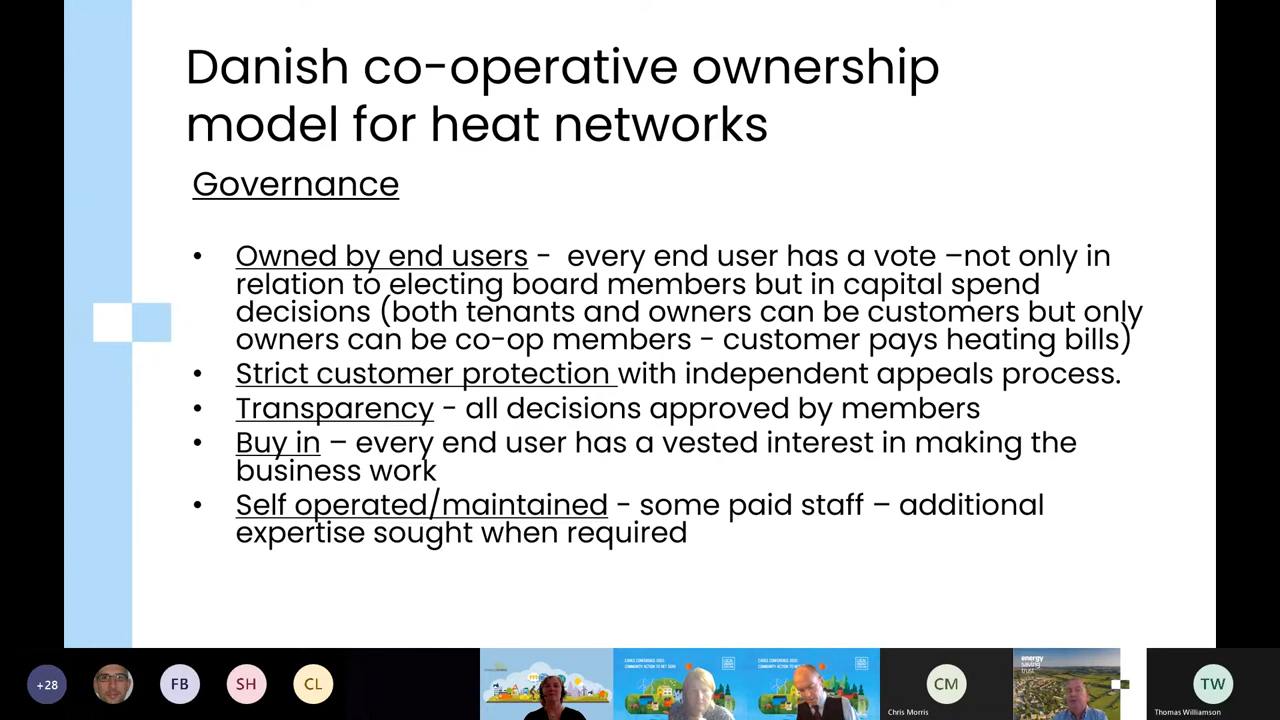 Danish co-operative ownership
model for heat networks
Governance
• Owned by end users - every end user has a vote –not only in
relation to electing board members but in capital spend
decisions (both tenants and owners can be customers but only
owners can be co-op members - customer pays heating bills)
• Strict customer protection with independent appeals process.
• Transparency - all decisions approved by members
• Buy in – every end user has a vested interest in making the
business work
• Self operated/maintained - some paid staff – additional
expertise sought when required
+28
FB
SH
CL
CM
Chris Morris
energy
saving
trust
TW
Thomas Williamson